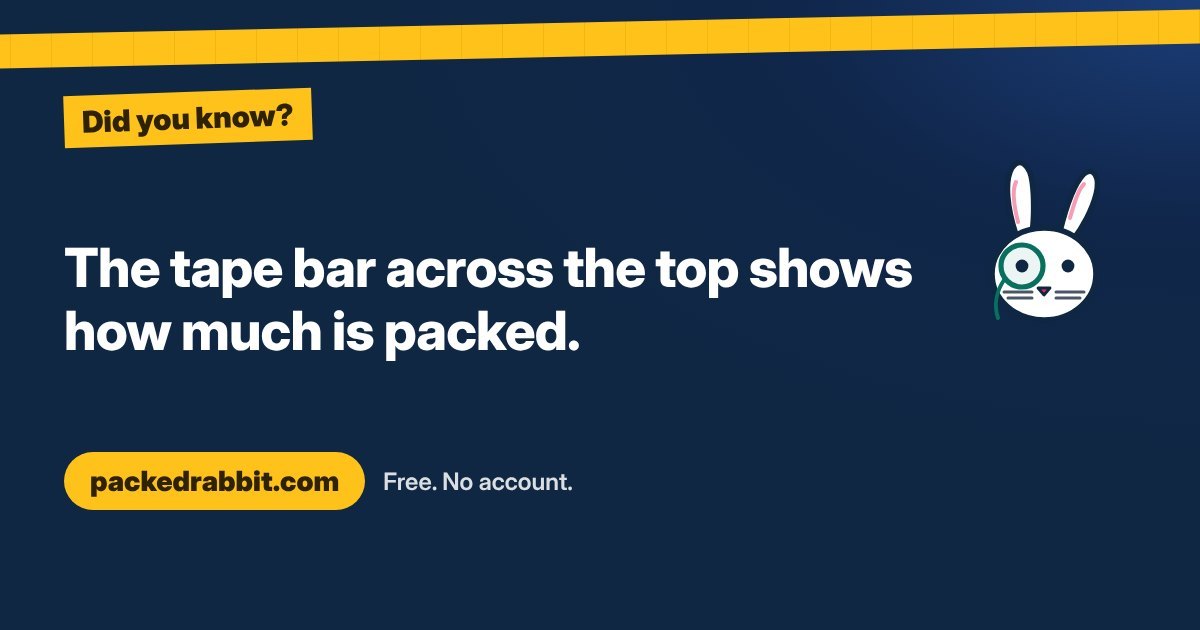 Did you know?
The tape bar across the top shows
how much is packed.
packedrabbit.com
Free. No account.